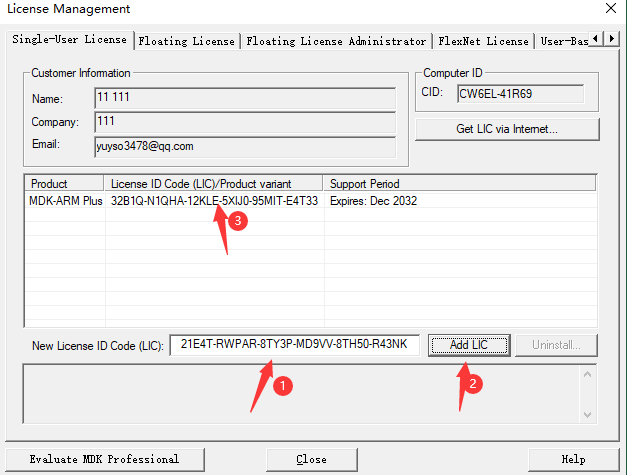 License Management
Single-User License Floating License Floating License Administrator FlexNet License User-Bas
Customer Information
Name: 11 111
Company: 111
Email: yuyso3478@qq.com
Computer ID
CID: CW6EL-41R69
Get LIC via Internet...
Product License ID Code (LIC)/Product variant Support Period
MDK-ARM Plus 32B1Q-N1QHA-12KLE-5XIJ0-95MIT-E4T33 Expires: Dec 2032
3
New License ID Code (LIC): 21E4T-RWPAR-8TY3P-MD9VV-8TH50-R43NK Add LIC Uninstall...
1
2
Evaluate MDK Professional Close Help